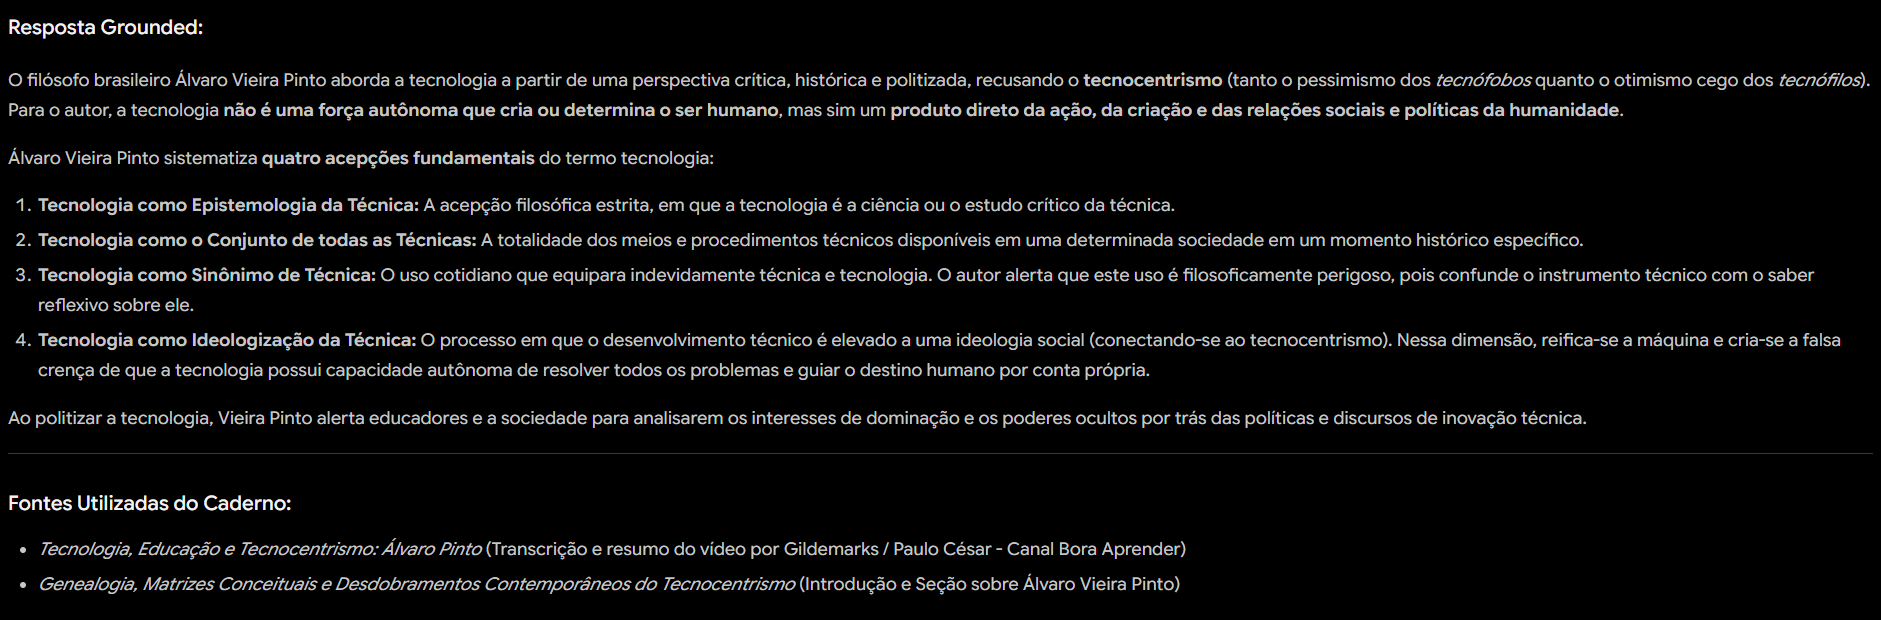 Resposta Grounded:
O filósofo brasileiro Álvaro Vieira Pinto aborda a tecnologia a partir de uma perspectiva crítica, histórica e politizada, recusando o tecnocentrismo (tanto o pessimismo dos tecnófobos quanto o otimismo cego dos tecnófilos).
Para o autor, a tecnologia não é uma força autônoma que cria ou determina o ser humano, mas sim um produto direto da ação, da criação e das relações sociais e políticas da humanidade.
Álvaro Vieira Pinto sistematiza quatro acepções fundamentais do termo tecnologia:
1. Tecnologia como Epistemologia da Técnica: A acepção filosófica estrita, em que a tecnologia é a ciência ou o estudo crítico da técnica.
2. Tecnologia como o Conjunto de todas as Técnicas: A totalidade dos meios e procedimentos técnicos disponíveis em uma determinada sociedade em um momento histórico específico.
3. Tecnologia como Sinônimo de Técnica: O uso cotidiano que equipara indevidamente técnica e tecnologia. O autor alerta que este uso é filosoficamente perigoso, pois confunde o instrumento técnico com o saber
reflexivo sobre ele.
4. Tecnologia como Ideologização da Técnica: O processo em que o desenvolvimento técnico é elevado a uma ideologia social (conectando-se ao tecnocentrismo). Nessa dimensão, reifica-se a máquina e cria-se a falsa
crença de que a tecnologia possui capacidade autônoma de resolver todos os problemas e guiar o destino humano por conta própria.
Ao politizar a tecnologia, Vieira Pinto alerta educadores e a sociedade para analisarem os interesses de dominação e os poderes ocultos por trás das políticas e discursos de inovação técnica.
Fontes Utilizadas do Caderno:
• Tecnologia, Educação e Tecnocentrismo: Álvaro Pinto (Transcrição e resumo do vídeo por Gildemarks / Paulo César - Canal Bora Aprender)
• Genealogia, Matrizes Conceituais e Desdobramentos Contemporâneos do Tecnocentrismo (Introdução e Seção sobre Álvaro Vieira Pinto)